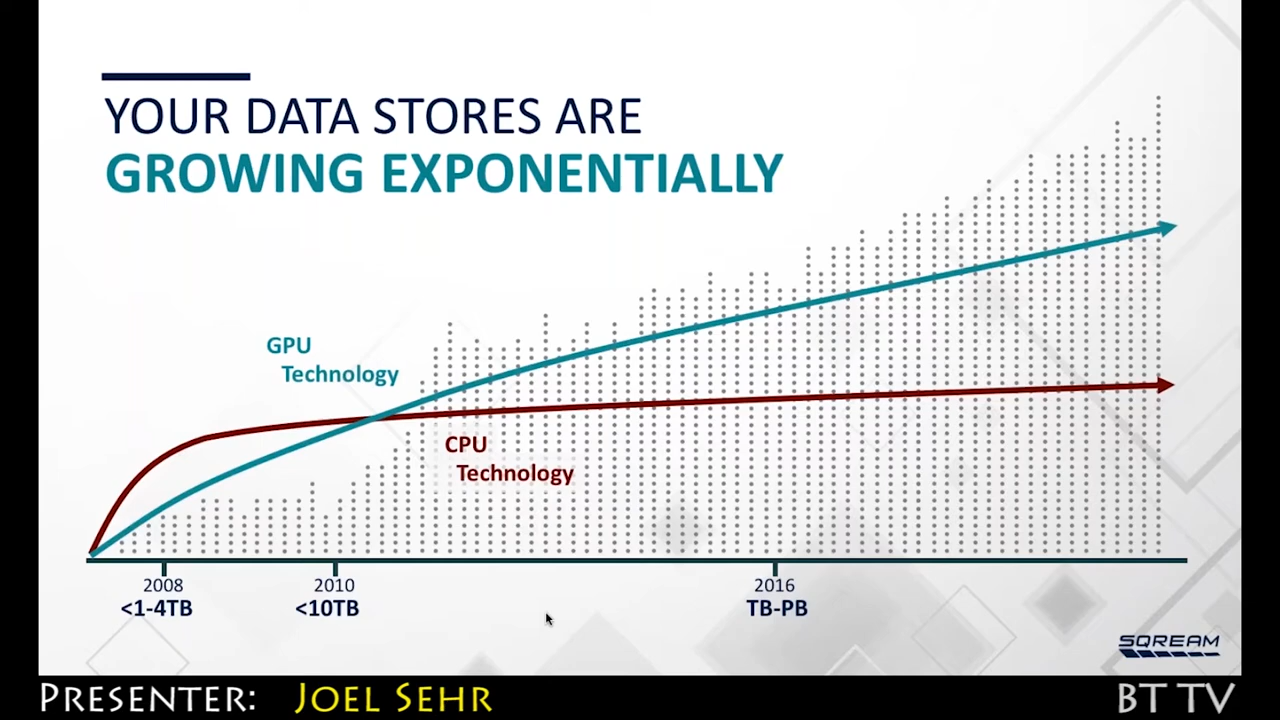 YOUR DATA STORES ARE
GROWING EXPONENTIALLY
GPU
Technology
CPU
Technology
2008
<1-4TB
2010
<10TB
2016
TB-PB
SQREAM
PRESENTER: JOEL SEHR
BT TV